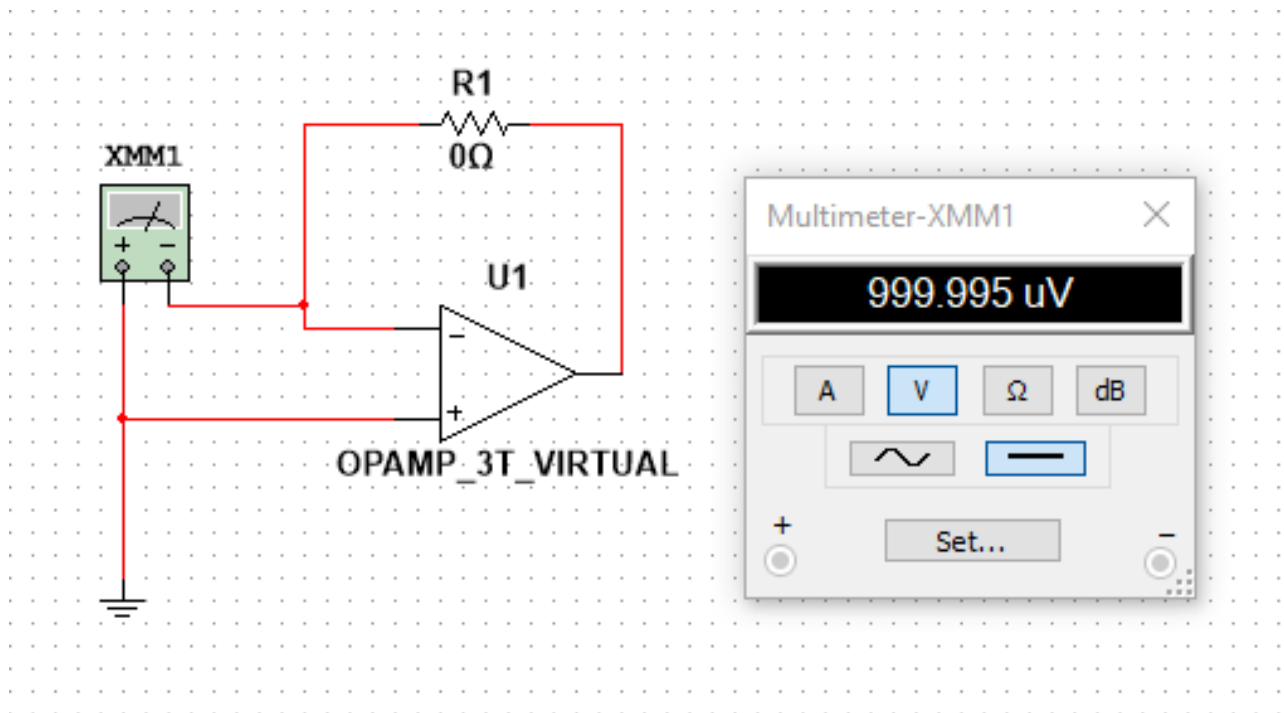 R1
0Ω
XMM1
+ −
U1
−
+
OPAMP_3T_VIRTUAL
Multimeter-XMM1
999.995 uV
A V Ω dB
Set...
+ −